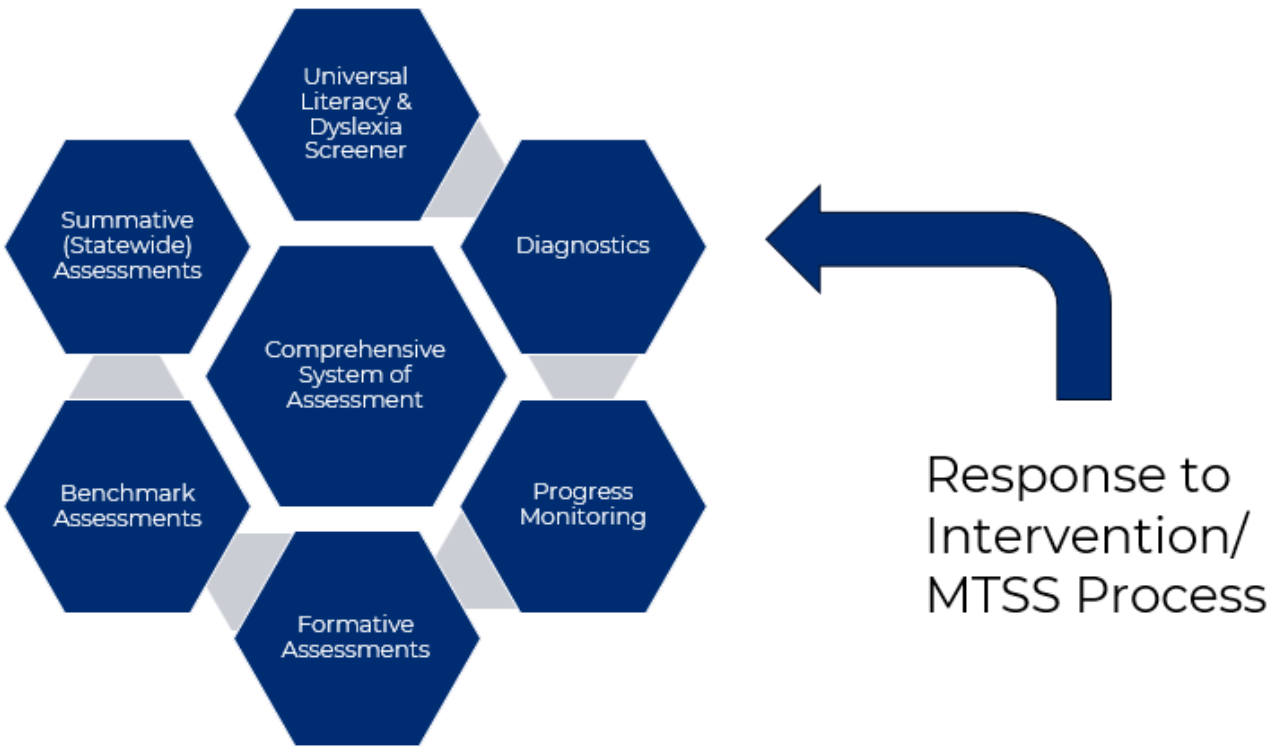 Universal
Literacy &
Dyslexia
Screener
Summative
(Statewide)
Assessments
Diagnostics
Comprehensive
System of
Assessment
Benchmark
Assessments
Progress
Monitoring
Formative
Assessments
Response to
Intervention/
MTSS Process